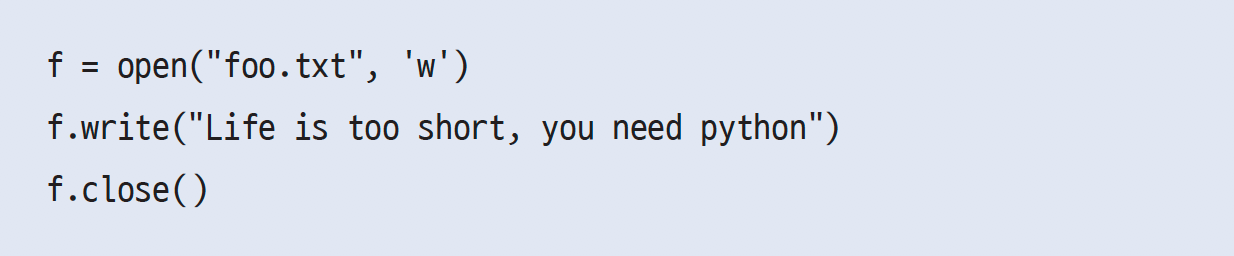 f = open("foo.txt", 'w')
f.write("Life is too short, you need python")
f.close()